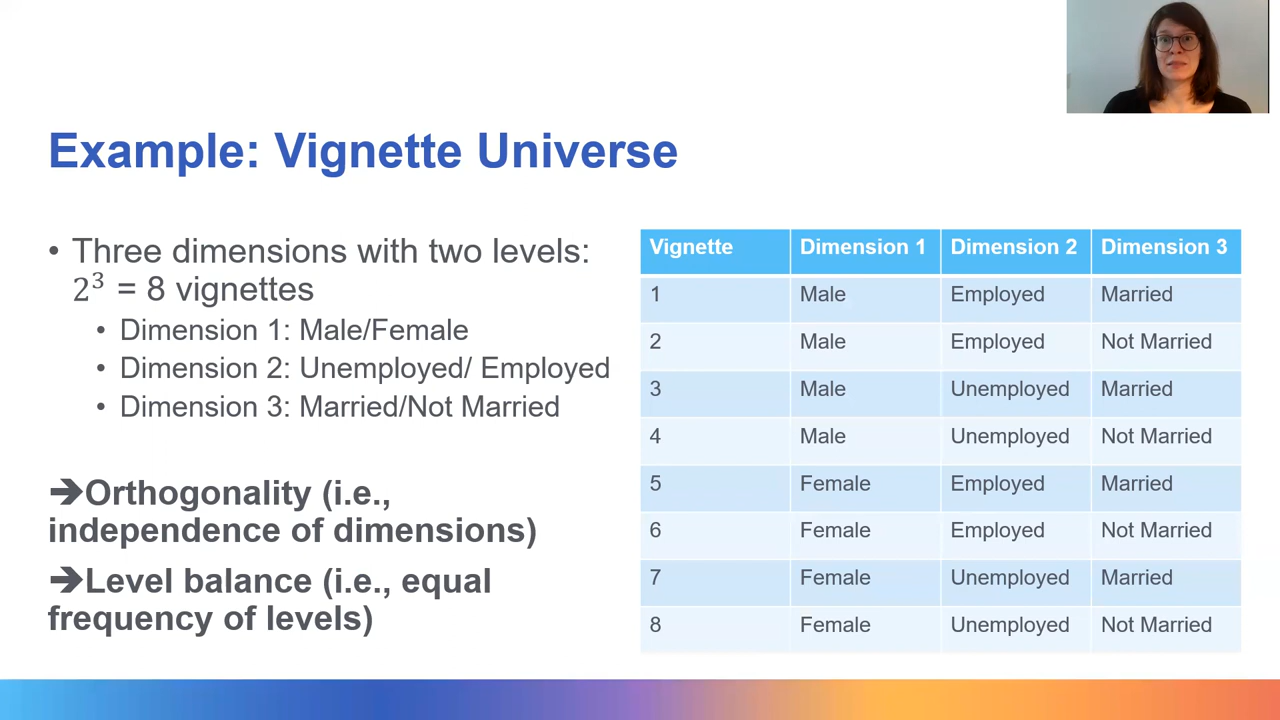 Example: Vignette Universe
• Three dimensions with two levels:
2³ = 8 vignettes
• Dimension 1: Male/Female
• Dimension 2: Unemployed/ Employed
• Dimension 3: Married/Not Married
➔Orthogonality (i.e.,
independence of dimensions)
➔Level balance (i.e., equal
frequency of levels)
Vignette Dimension 1 Dimension 2 Dimension 3
1 Male Employed Married
2 Male Employed Not Married
3 Male Unemployed Married
4 Male Unemployed Not Married
5 Female Employed Married
6 Female Employed Not Married
7 Female Unemployed Married
8 Female Unemployed Not Married